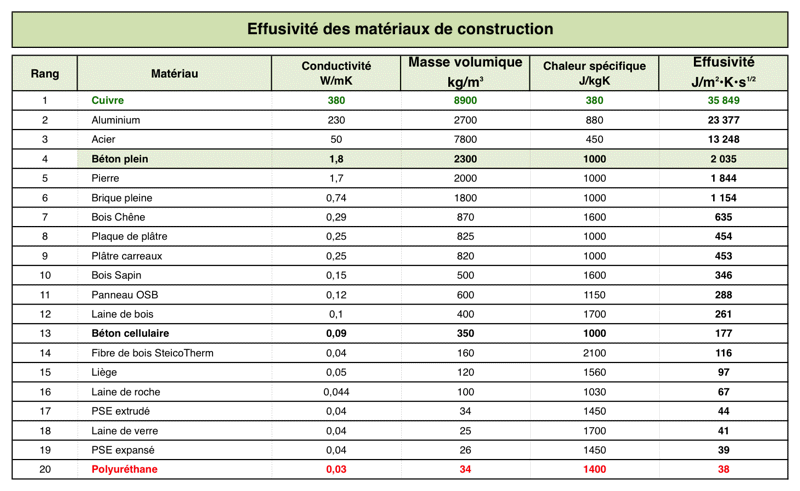 Effusivité des matériaux de construction
Rang Matériau Conductivité W/mK Masse volumique kg/m³ Chaleur spécifique J/kgK Effusivité J/m²•K•s¹/²
1 Cuivre 380 8900 380 35 849
2 Aluminium 230 2700 880 23 377
3 Acier 50 7800 450 13 248
4 Béton plein 1,8 2300 1000 2 035
5 Pierre 1,7 2000 1000 1 844
6 Brique pleine 0,74 1800 1000 1 154
7 Bois Chêne 0,29 870 1600 635
8 Plaque de plâtre 0,25 825 1000 454
9 Plâtre carreaux 0,25 820 1000 453
10 Bois Sapin 0,15 500 1600 346
11 Panneau OSB 0,12 600 1150 288
12 Laine de bois 0,1 400 1700 261
13 Béton cellulaire 0,09 350 1000 177
14 Fibre de bois SteicoTherm 0,04 160 2100 116
15 Liège 0,05 120 1560 97
16 Laine de roche 0,044 100 1030 67
17 PSE extrudé 0,04 34 1450 44
18 Laine de verre 0,04 25 1700 41
19 PSE expansé 0,04 26 1450 39
20 Polyuréthane 0,03 34 1400 38